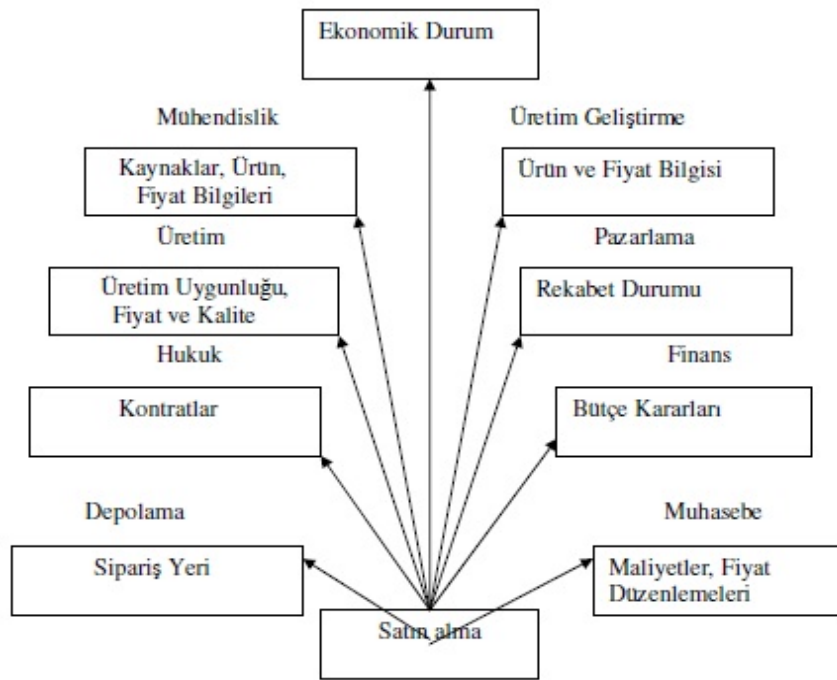 Ekonomik Durum
Mühendislik
Üretim Geliştirme
Kaynaklar, Ürün,
Fiyat Bilgileri
Ürün ve Fiyat Bilgisi
Üretim
Pazarlama
Üretim Uygunluğu,
Fiyat ve Kalite
Rekabet Durumu
Hukuk
Finans
Kontratlar
Bütçe Kararları
Depolama
Muhasebe
Sipariş Yeri
Maliyetler, Fiyat
Düzenlemeleri
Satın alma